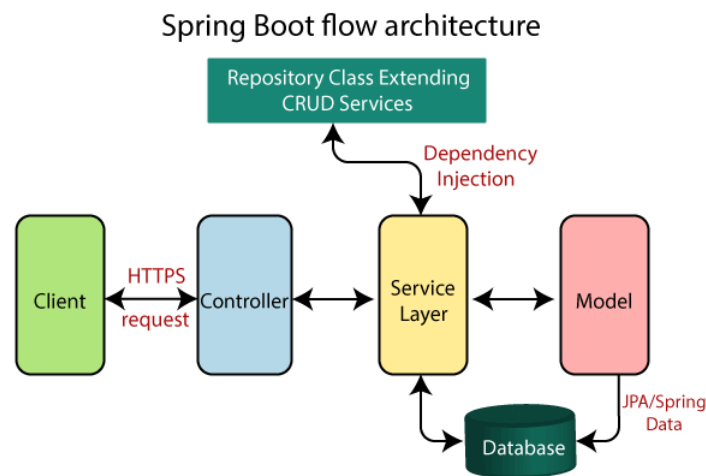 Spring Boot flow architecture
Repository Class Extending
CRUD Services
Dependency
Injection
Client
HTTPS
request
Controller
Service
Layer
Model
JPA/Spring
Data
Database